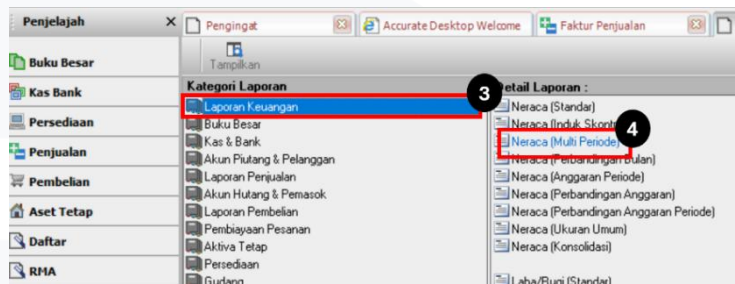 Penjelajah
Pengingat
Accurate Desktop Welcome
Faktur Penjualan
Buku Besar
Kas Bank
Persediaan
Penjualan
Pembelian
Aset Tetap
Daftar
RMA
Tampilkan
Kategori Laporan
3
Laporan Keuangan
Buku Besar
Kas & Bank
Akun Piutang & Pelanggan
Laporan Penjualan
Akun Hutang & Pemasok
Laporan Pembelian
Pembiayaan Pesanan
Aktiva Tetap
Persediaan
Gudang
Detail Laporan :
Neraca (Standar)
Neraca (Induk
4
Neraca (Multi Periode)
Neraca (Perbandingan Bulan)
Neraca (Anggaran Periode)
Neraca (Perbandingan Anggaran)
Neraca (Perbandingan Anggaran Periode)
Neraca (Ukuran Umum)
Neraca (Konsolidasi)
Laba/Rugi (Standar)